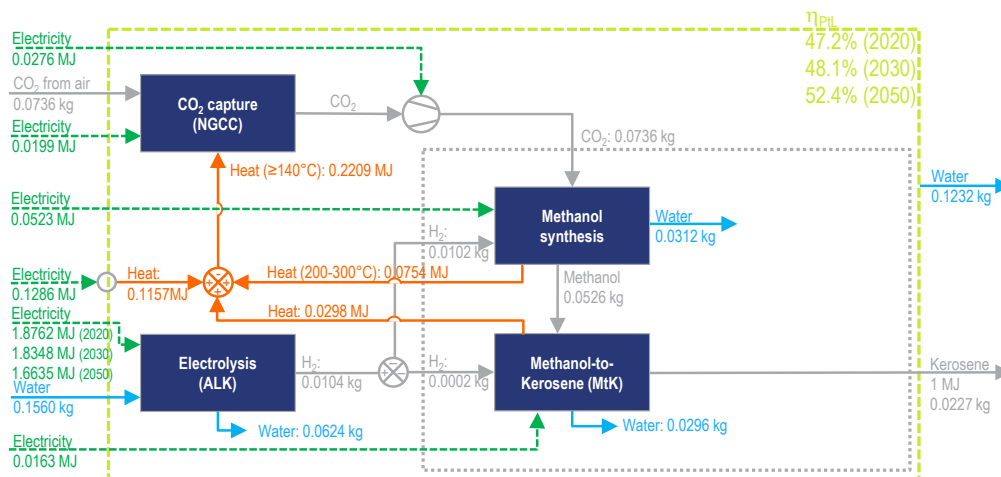 η_PtL
47.2% (2020)
48.1% (2030)
52.4% (2050)
Electricity
0.0276 MJ
CO₂ from air
0.0736 kg
Electricity
0.0199 MJ
CO₂ capture
(NGCC)
CO₂
CO₂: 0.0736 kg
Heat (≥140°C): 0.2209 MJ
Electricity
0.0523 MJ
Methanol
synthesis
Water
0.0312 kg
Water
0.1232 kg
H₂:
0.0102 kg
Heat (200-300°C): 0.0754 MJ
Methanol
0.0526 kg
Electricity
0.1286 MJ
Heat:
0.1157MJ
Heat: 0.0298 MJ
Electricity
1.8762 MJ (2020)
1.8348 MJ (2030)
1.6635 MJ (2050)
Water
0.1560 kg
Electrolysis
(ALK)
H₂:
0.0104 kg
H₂:
0.0002 kg
Methanol-to-
Kerosene (MtK)
Kerosene
1 MJ
0.0227 kg
Water: 0.0624 kg
Water: 0.0296 kg
Electricity
0.0163 MJ